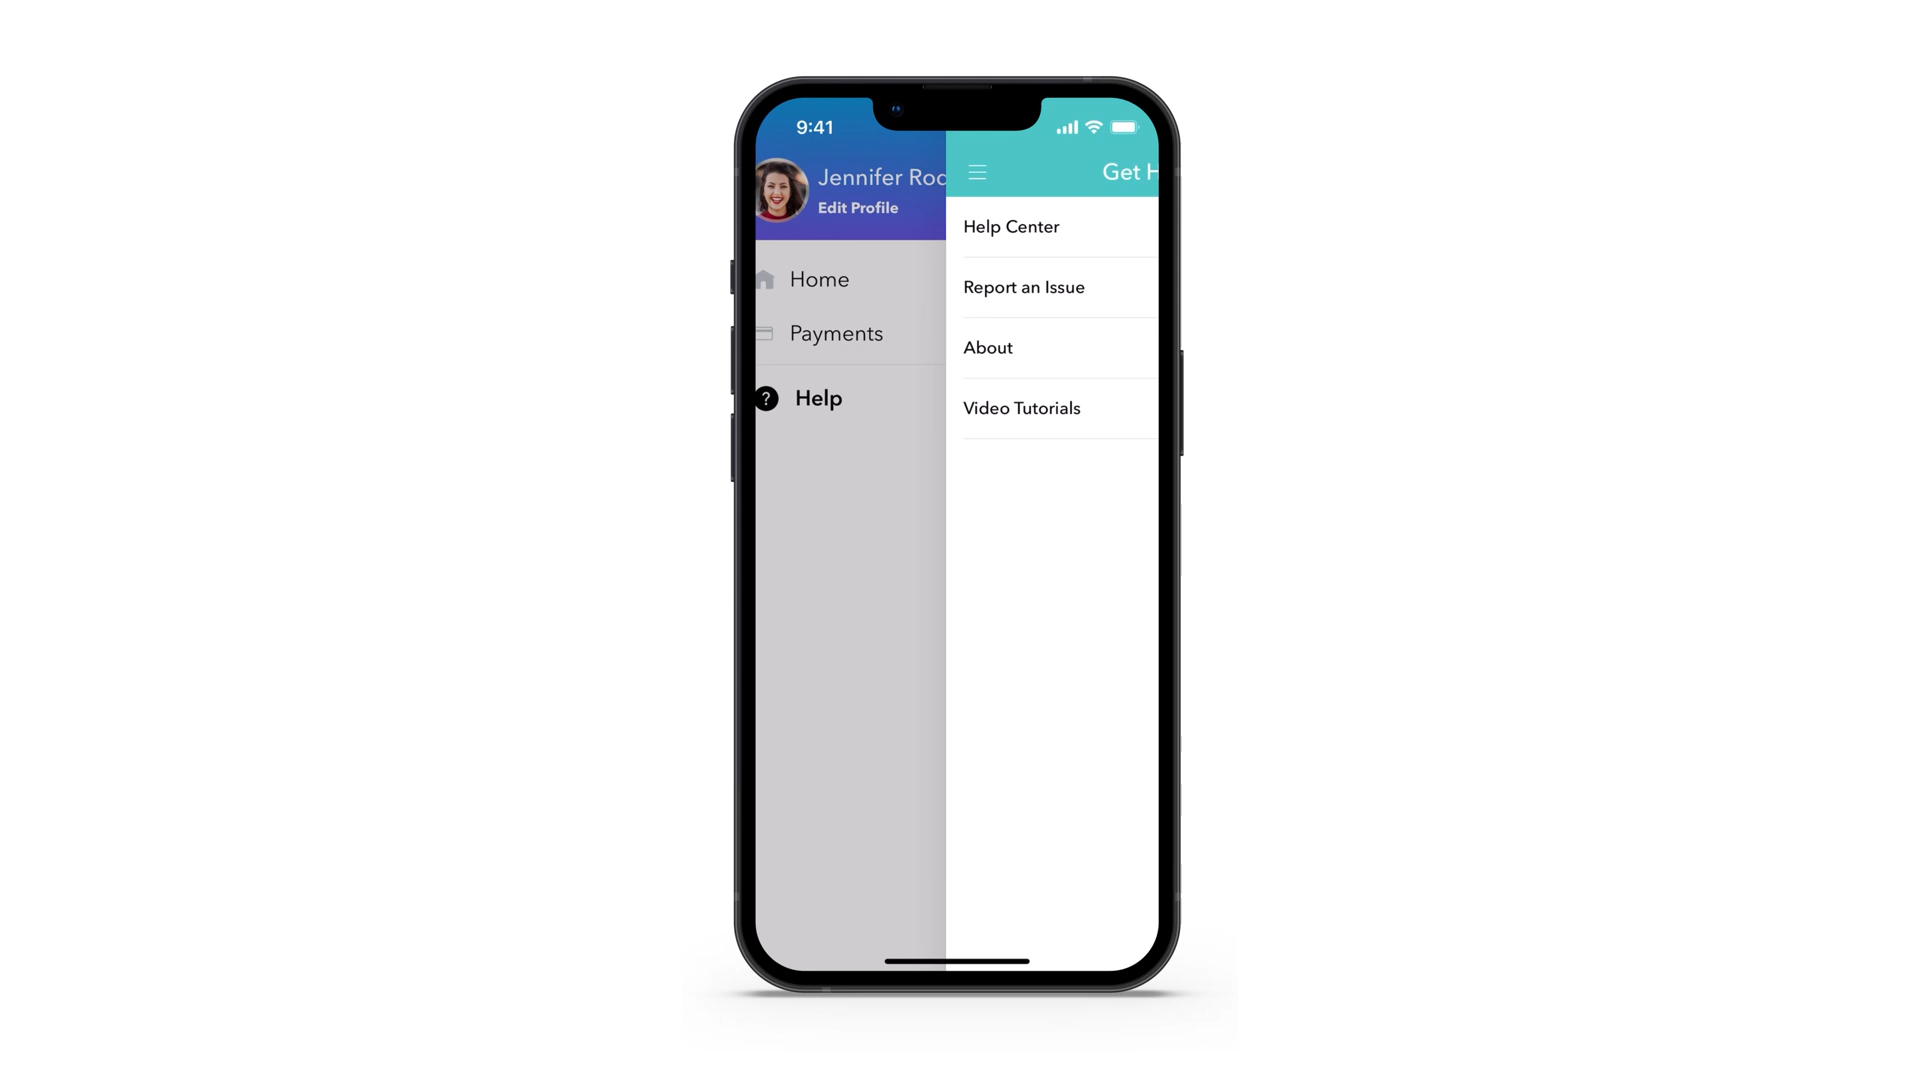 9:41
Jennifer Roc
Edit Profile
Home
Payments
? Help
Get H
Help Center
Report an Issue
About
Video Tutorials